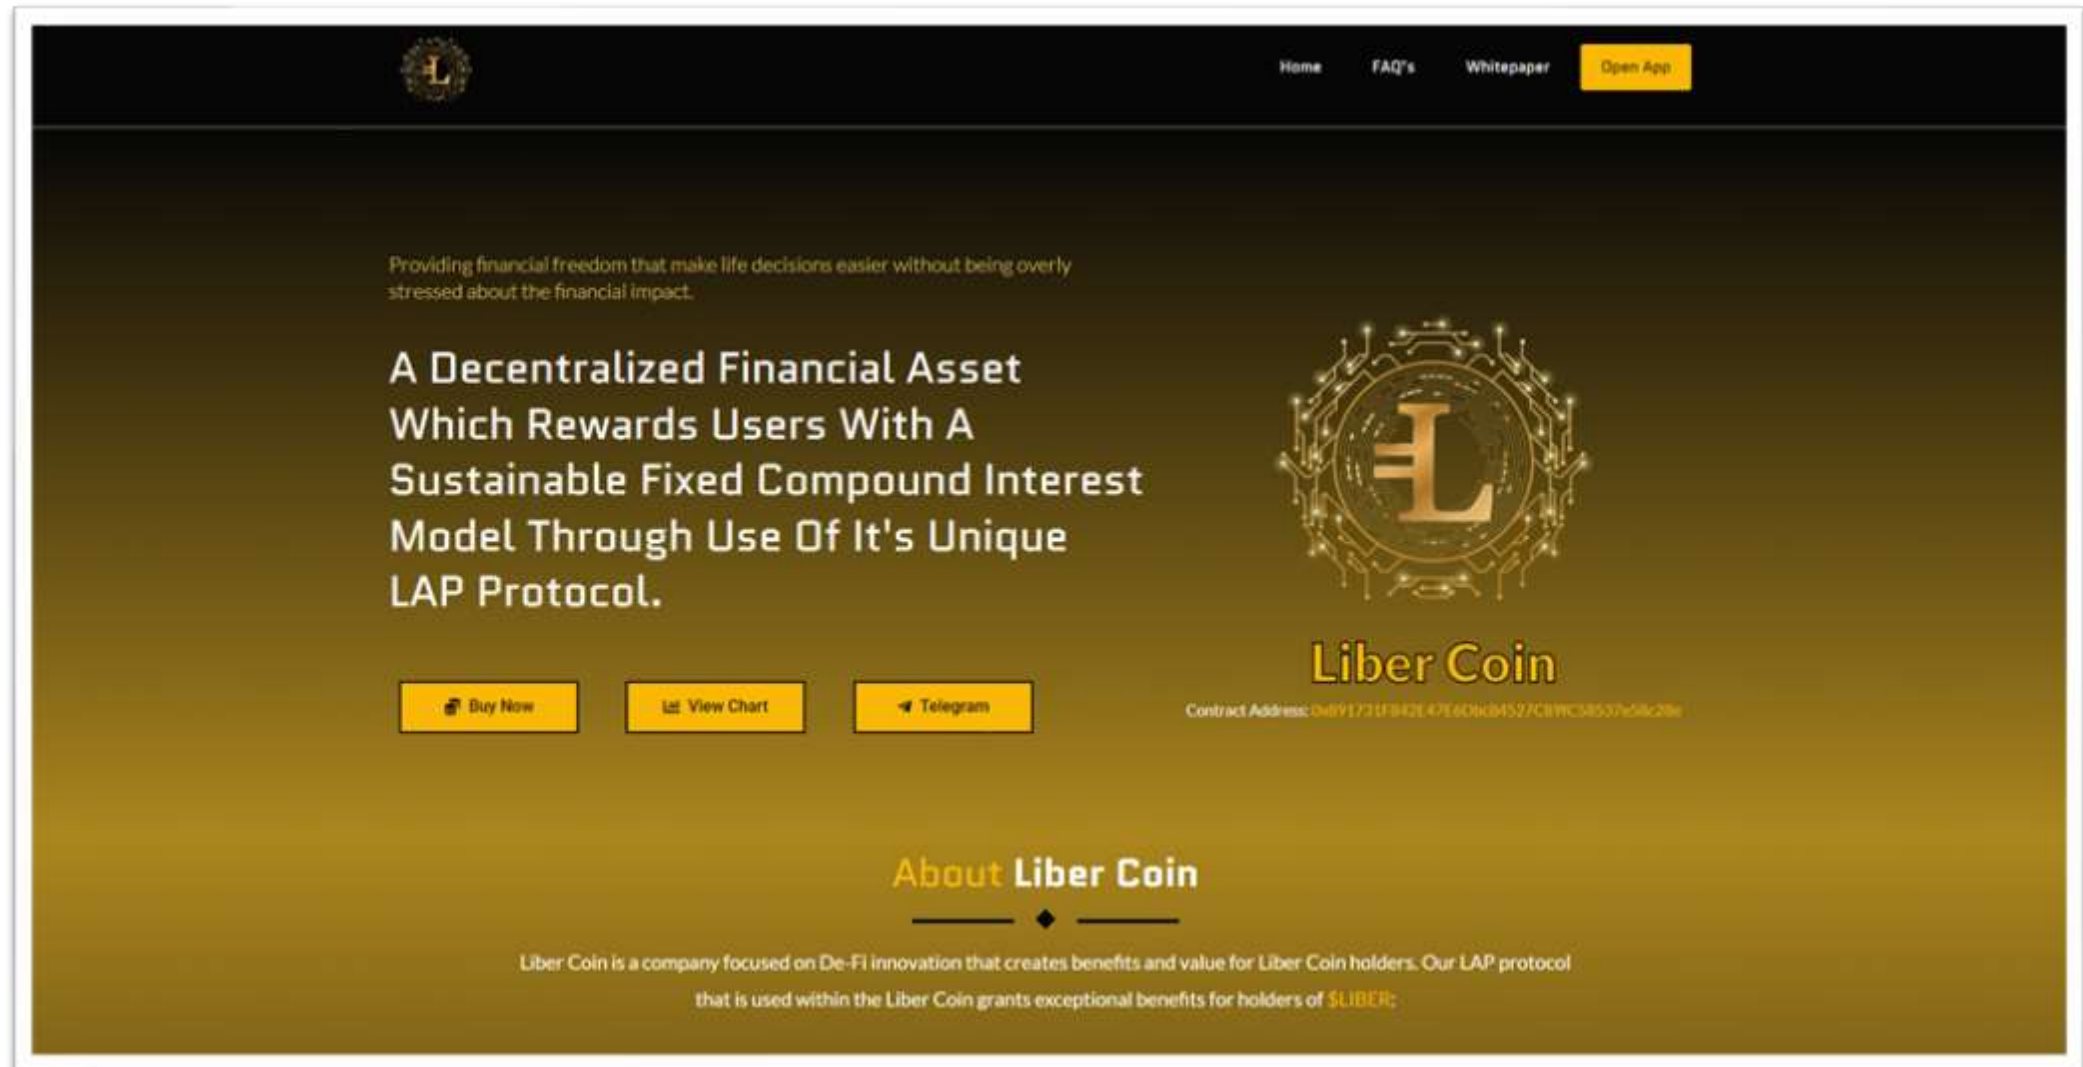 Home FAQ's Whitepaper Open App
Providing financial freedom that make life decisions easier without being overly
stressed about the financial impact.
A Decentralized Financial Asset
Which Rewards Users With A
Sustainable Fixed Compound Interest
Model Through Use Of It's Unique
LAP Protocol.
Buy Now View Chart Telegram
Liber Coin
Contract Address:
About Liber Coin
Liber Coin is a company focused on De-Fi innovation that creates benefits and value for Liber Coin holders. Our LAP protocol
that is used within the Liber Coin grants exceptional benefits for holders of $LIBER: